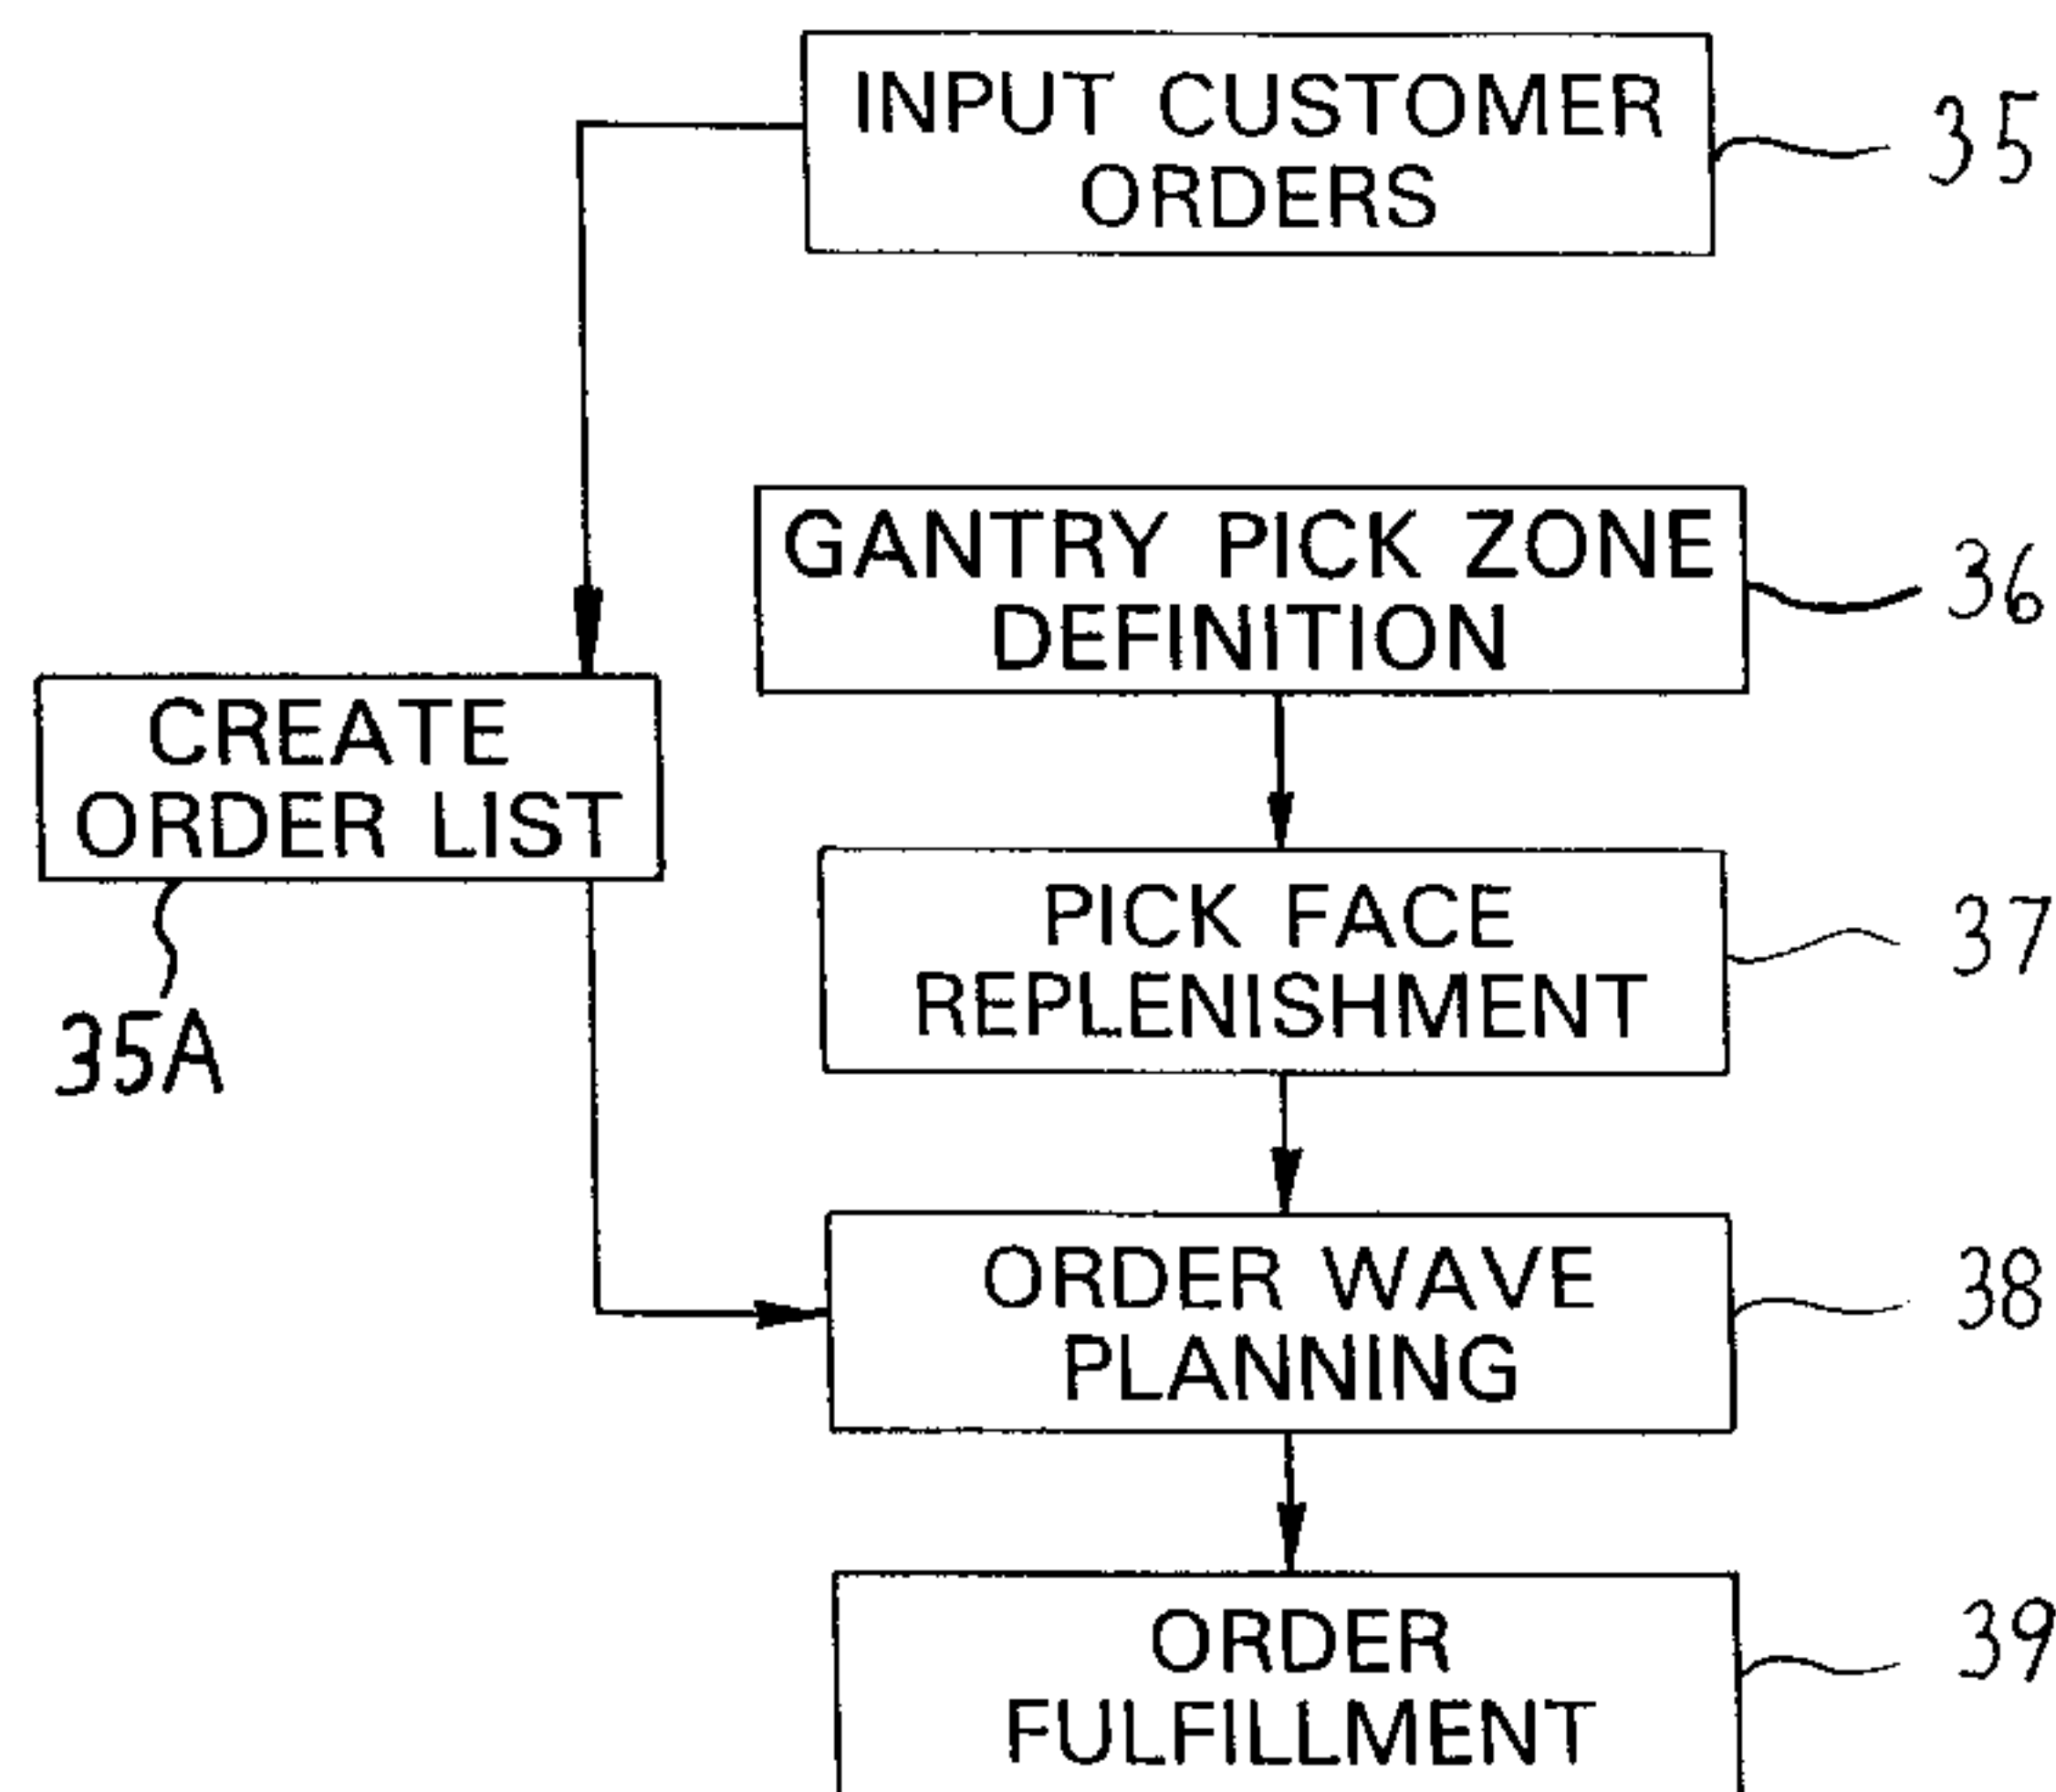 INPUT CUSTOMER
ORDERS
35
GANTRY PICK ZONE
DEFINITION
36
CREATE
ORDER LIST
35A
PICK FACE
REPLENISHMENT
37
ORDER WAVE
PLANNING
38
ORDER
FULFILLMENT
39